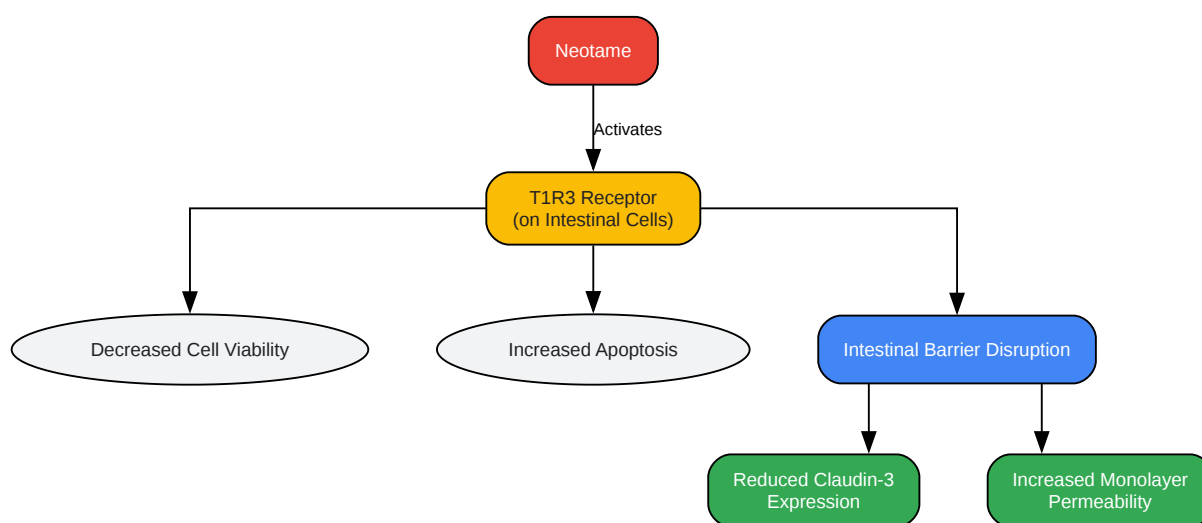 Neotame
Activates
T1R3 Receptor
(on Intestinal Cells)
Decreased Cell Viability
Increased Apoptosis
Intestinal Barrier Disruption
Reduced Claudin-3
Expression
Increased Monolayer
Permeability